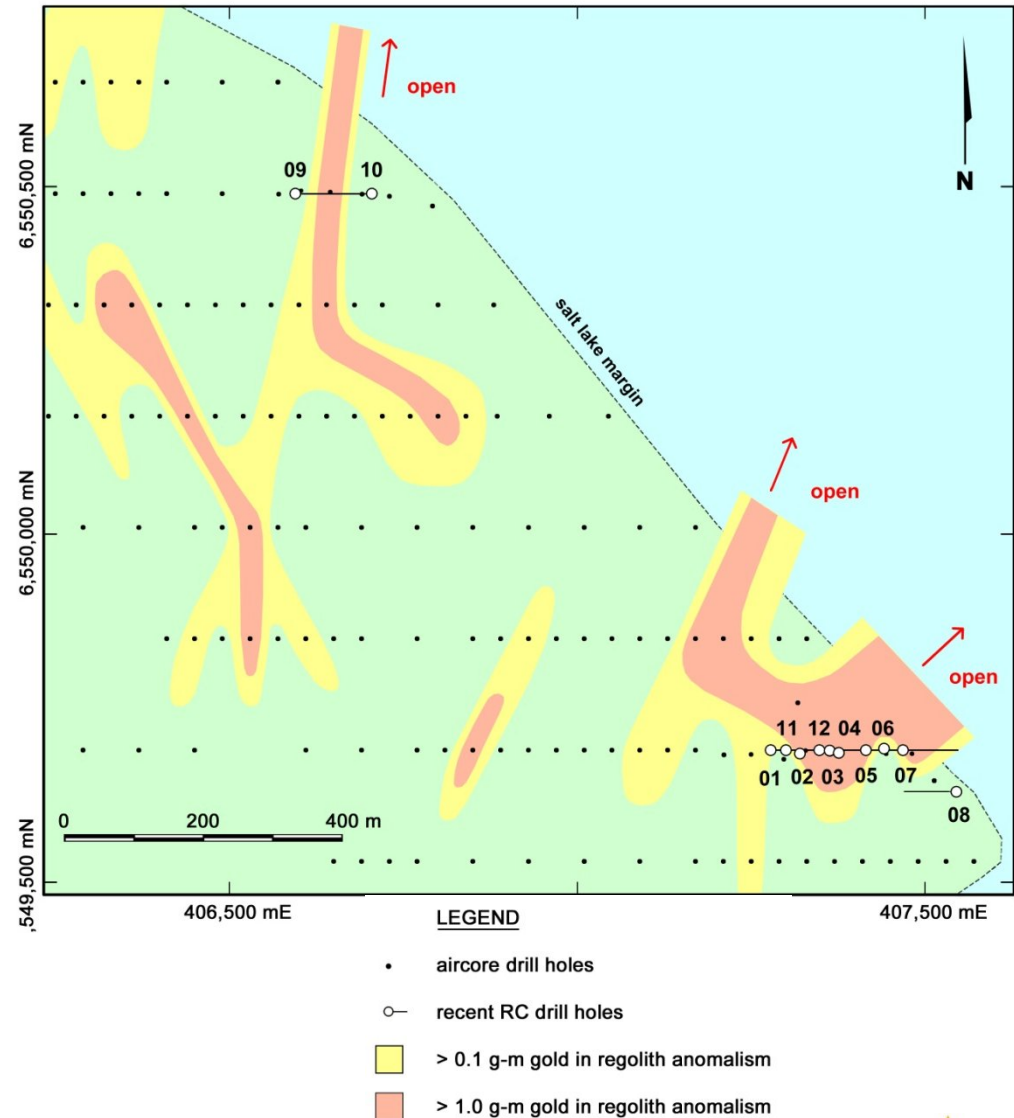 open
09 10
N
6,550,500 mN
salt lake margin
open
6,550,000 mN
open
11 12 04 06
01 02 03 05 07
08
0 200 400 m
,549,500 mN
406,500 mE
407,500 mE
LEGEND
aircore drill holes
recent RC drill holes
> 0.1 g-m gold in regolith anomalism
> 1.0 g-m gold in regolith anomalism